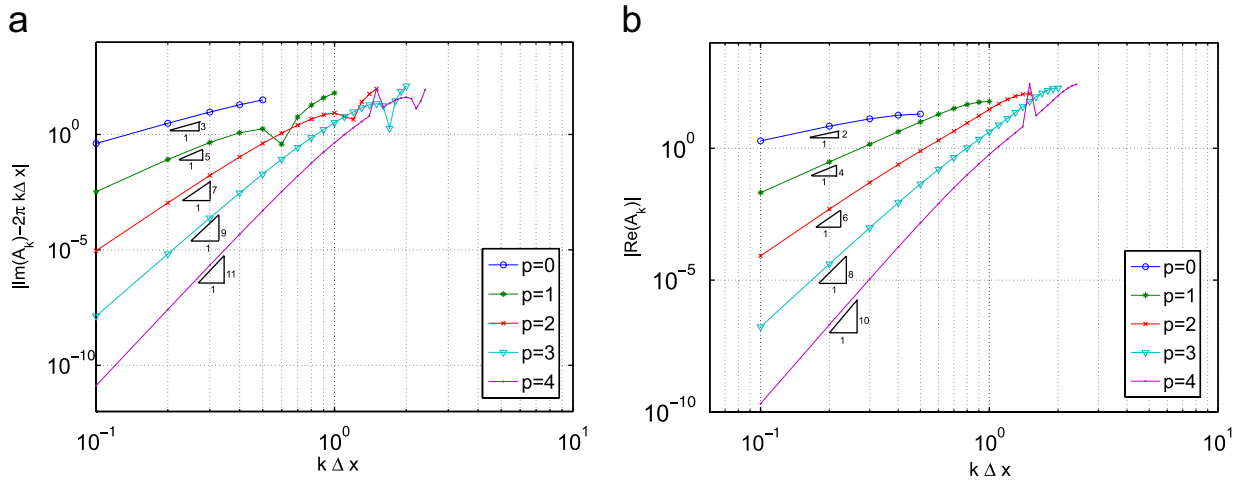 a
|Im(A_k)−2π k Δ x|
10^0
10^−5
10^−10
10^−1
10^0
10^1
k Δ x
3
1
5
1
7
1
9
1
11
1
p=0
p=1
p=2
p=3
p=4
b
|Re(A_k)|
10^0
10^−5
10^−10
10^−1
10^0
10^1
k Δ x
2
1
4
1
6
1
8
1
10
1
p=0
p=1
p=2
p=3
p=4